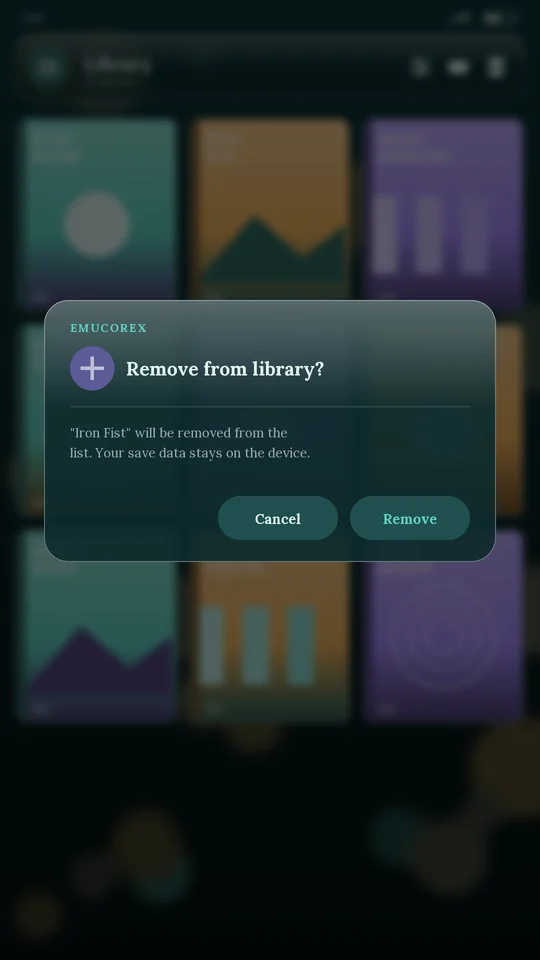 Library
EMUCOREX
Remove from library?
"Iron Fist" will be removed from the
list. Your save data stays on the device.
Cancel
Remove